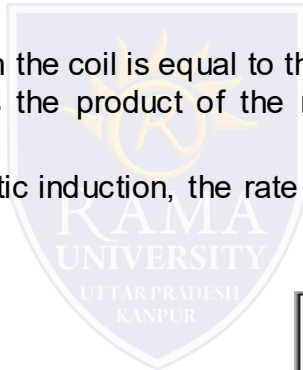 n the coil is equal to th
s the product of the r
tic induction, the rate
RAMA
UNIVERSITY
UTTAR PRADESH
KANPUR